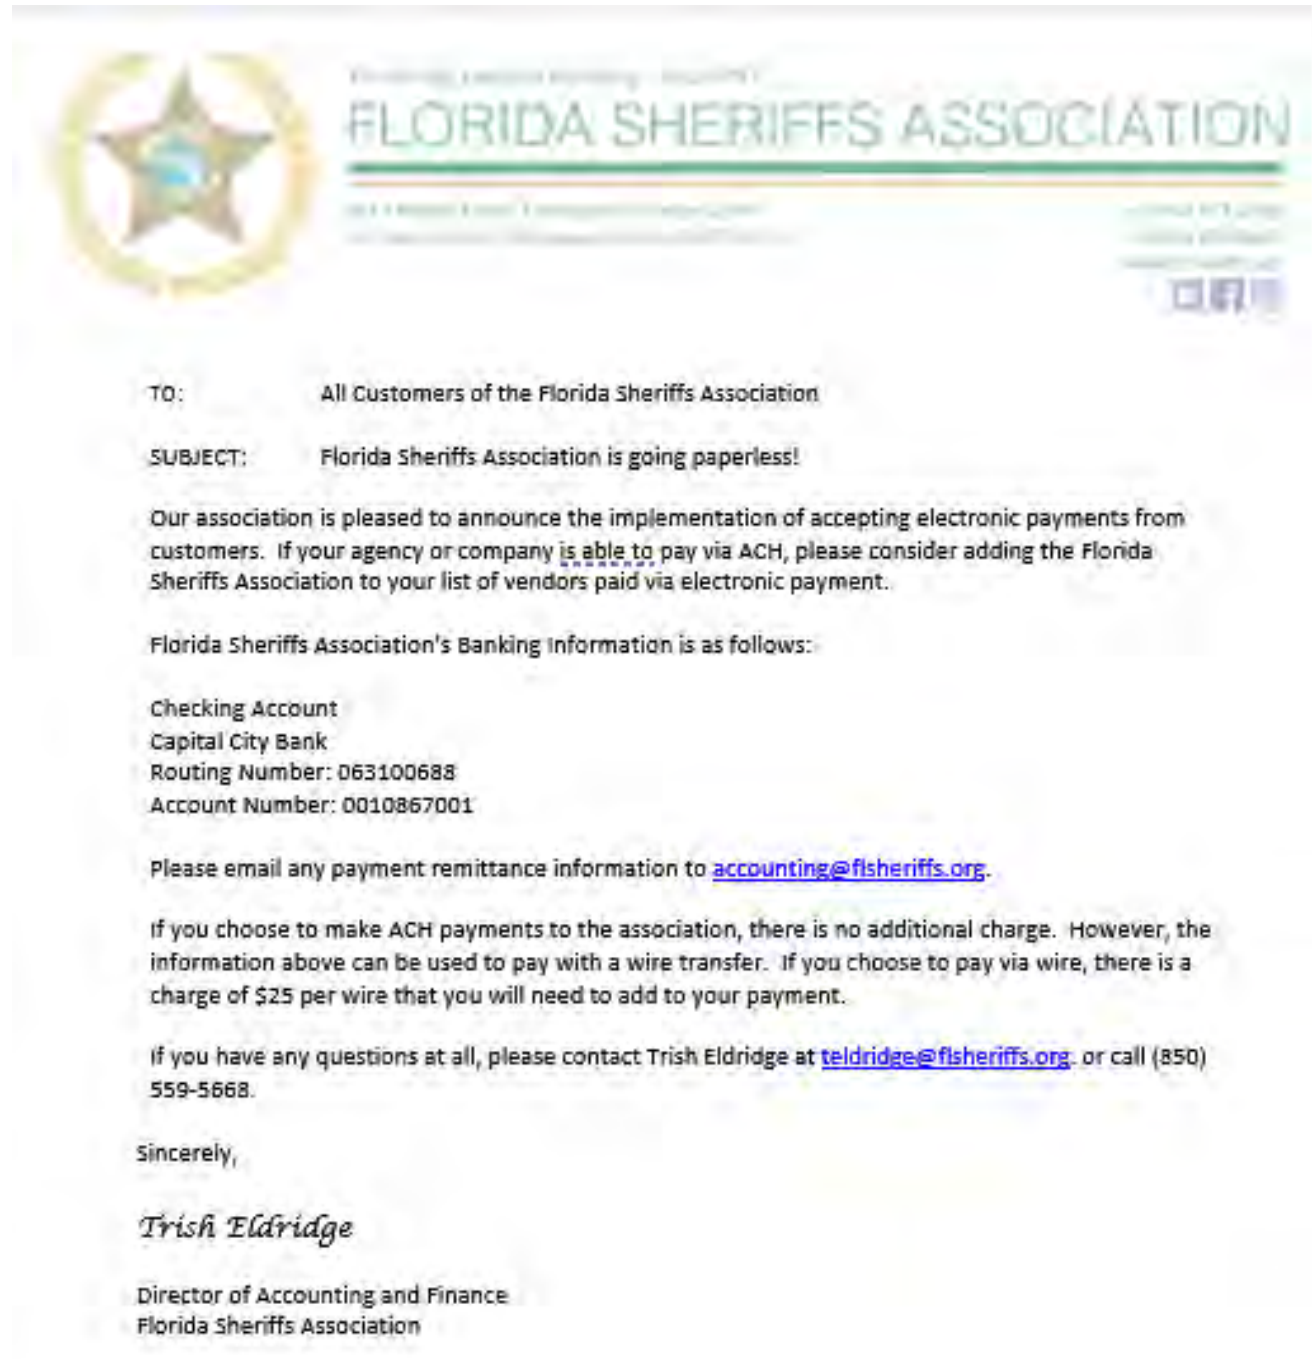 FLORIDA SHERIFFS ASSOCIATION
TO: All Customers of the Florida Sheriffs Association
SUBJECT: Florida Sheriffs Association is going paperless!
Our association is pleased to announce the implementation of accepting electronic payments from
customers. If your agency or company is able to pay via ACH, please consider adding the Florida
Sheriffs Association to your list of vendors paid via electronic payment.
Florida Sheriffs Association's Banking Information is as follows:
Checking Account
Capital City Bank
Routing Number: 063100688
Account Number: 0010867001
Please email any payment remittance information to accounting@flsheriffs.org.
If you choose to make ACH payments to the association, there is no additional charge. However, the
information above can be used to pay with a wire transfer. If you choose to pay via wire, there is a
charge of $25 per wire that you will need to add to your payment.
If you have any questions at all, please contact Trish Eldridge at teldridge@flsheriffs.org. or call (850)
559-5668.
Sincerely,
Trish Eldridge
Director of Accounting and Finance
Florida Sheriffs Association